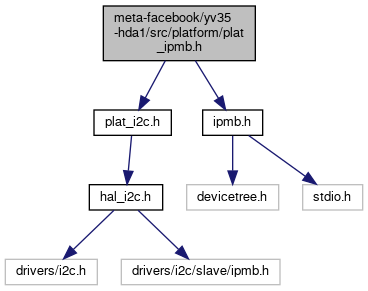 meta-facebook/yv35
-hda1/src/platform/plat
_ipmb.h
plat_i2c.h
ipmb.h
hal_i2c.h
devicetree.h
stdio.h
drivers/i2c.h
drivers/i2c/slave/ipmb.h